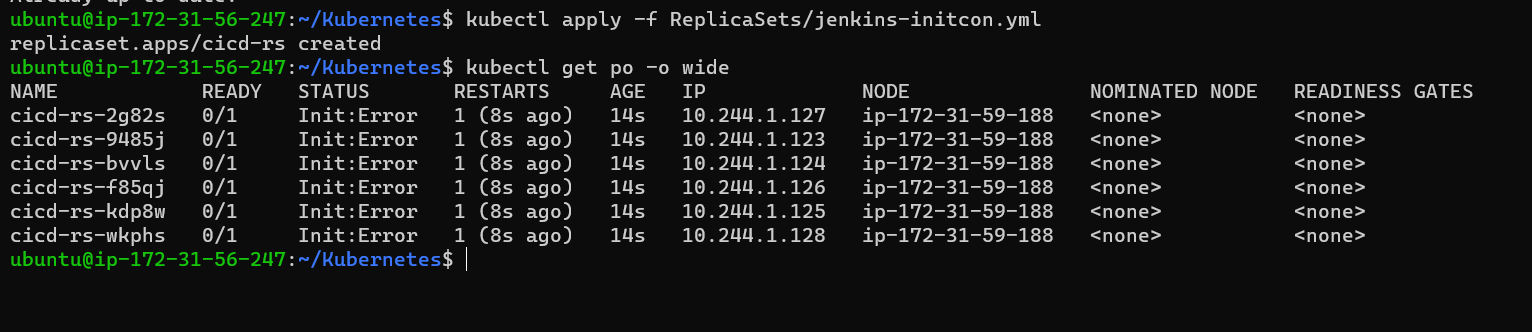 ubuntu@ip-172-31-56-247:~/Kubernetes$ kubectl apply -f ReplicaSets/jenkins-initcon.yml
replicaset.apps/cicd-rs created
ubuntu@ip-172-31-56-247:~/Kubernetes$ kubectl get po -o wide
NAME READY STATUS RESTARTS AGE IP NODE NOMINATED NODE READINESS GATES
cicd-rs-2g82s 0/1 Init:Error 1 (8s ago) 14s 10.244.1.127 ip-172-31-59-188 <none> <none>
cicd-rs-9485j 0/1 Init:Error 1 (8s ago) 14s 10.244.1.123 ip-172-31-59-188 <none> <none>
cicd-rs-bvvls 0/1 Init:Error 1 (8s ago) 14s 10.244.1.124 ip-172-31-59-188 <none> <none>
cicd-rs-f85qj 0/1 Init:Error 1 (8s ago) 14s 10.244.1.126 ip-172-31-59-188 <none> <none>
cicd-rs-kdp8w 0/1 Init:Error 1 (8s ago) 14s 10.244.1.125 ip-172-31-59-188 <none> <none>
cicd-rs-wkphs 0/1 Init:Error 1 (8s ago) 14s 10.244.1.128 ip-172-31-59-188 <none> <none>
ubuntu@ip-172-31-56-247:~/Kubernetes$